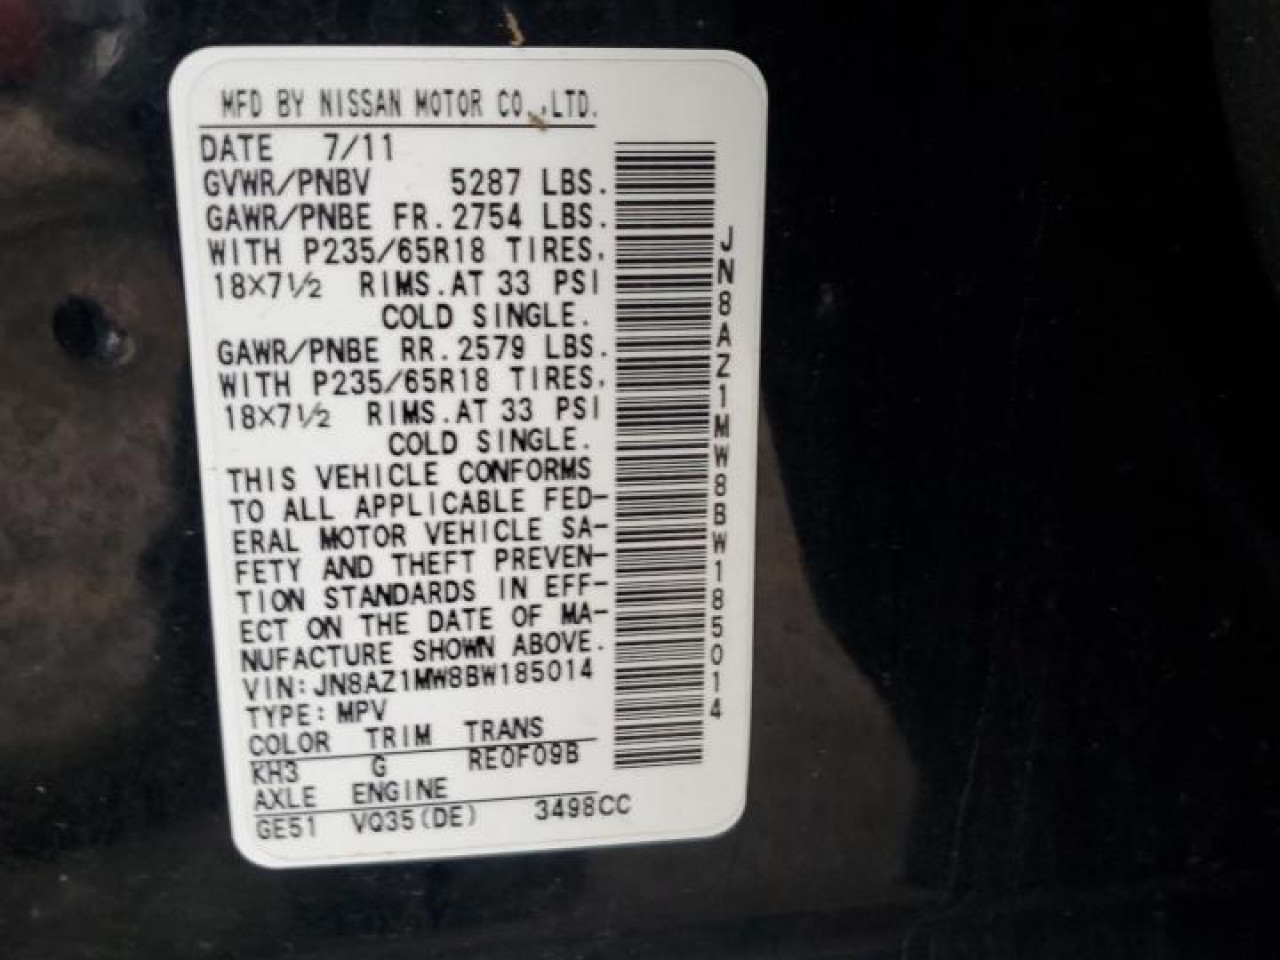 MFD BY NISSAN MOTOR CO.,LTD.
DATE 7/11
GVWR/PNBV 5287 LBS.
GAWR/PNBE FR.2754 LBS.
WITH P235/65R18 TIRES.
18×7½ RIMS.AT 33 PSI
COLD SINGLE.
GAWR/PNBE RR.2579 LBS.
WITH P235/65R18 TIRES.
18×7½ RIMS.AT 33 PSI
COLD SINGLE.
THIS VEHICLE CONFORMS
TO ALL APPLICABLE FED-
ERAL MOTOR VEHICLE SA-
FETY AND THEFT PREVEN-
TION STANDARDS IN EFF-
ECT ON THE DATE OF MA-
NUFACTURE SHOWN ABOVE.
VIN:JN8AZ1MW8BW185014
TYPE:MPV
COLOR TRIM TRANS
KH3 G RE0F09B
AXLE ENGINE
GE51 VQ35(DE) 3498CC
JN8AZ1MW8BW185014